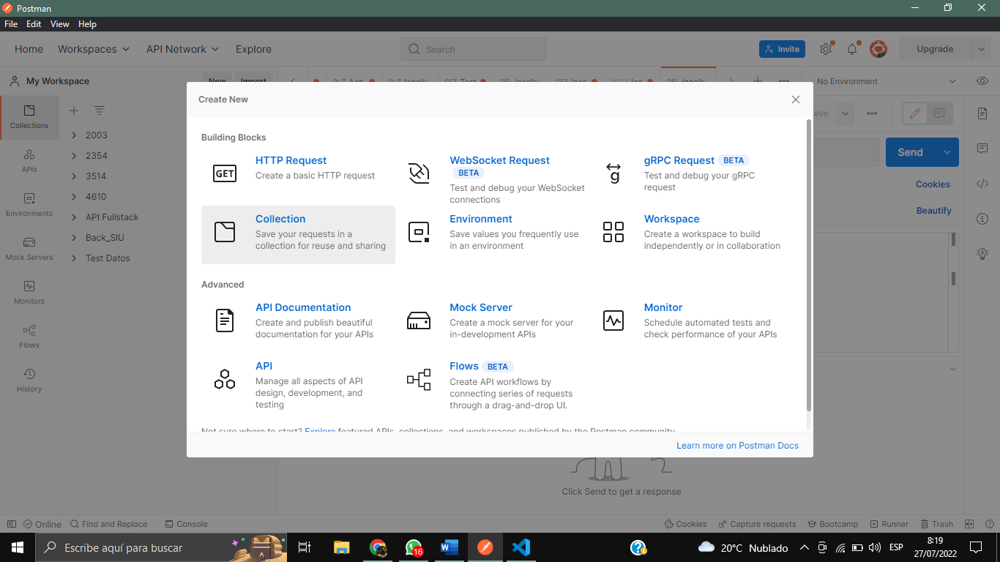 Postman
File Edit View Help
Home Workspaces API Network Explore Search Invite Upgrade
My Workspace New Import No Environment
Collections
APIs
Environments
Mock Servers
Monitors
Flows
History
2003
2354
3514
4610
API Fullstack
Back_SIU
Test Datos
Send
Cookies
Beautify
Create New
Building Blocks
GET
HTTP Request
Create a basic HTTP request
WebSocket Request
BETA
Test and debug your WebSocket
connections
g
gRPC Request BETA
Test and debug your gRPC
request
Collection
Save your requests in a
collection for reuse and sharing
Environment
Save values you frequently use
in an environment
Workspace
Create a workspace to build
independently or in collaboration
Advanced
API Documentation
Create and publish beautiful
documentation for your APIs
Mock Server
Create a mock server for your
in-development APIs
Monitor
Schedule automated tests and
check performance of your APIs
API
Manage all aspects of API
design, development, and
testing
Flows BETA
Create API workflows by
connecting series of requests
through a drag-and-drop UI.
Not sure where to start? Explore featured APIs, collections, and workspaces published by the Postman community.
Learn more on Postman Docs
Click Send to get a response
Online Find and Replace Console Cookies Capture requests Bootcamp Runner Trash
Escribe aquí para buscar 16 20°C Nublado ESP 8:19
27/07/2022